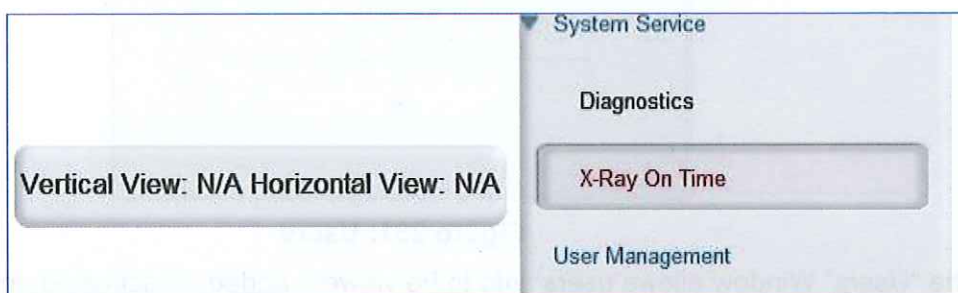 System Service
Diagnostics
Vertical View: N/A Horizontal View: N/A
X-Ray On Time
User Management